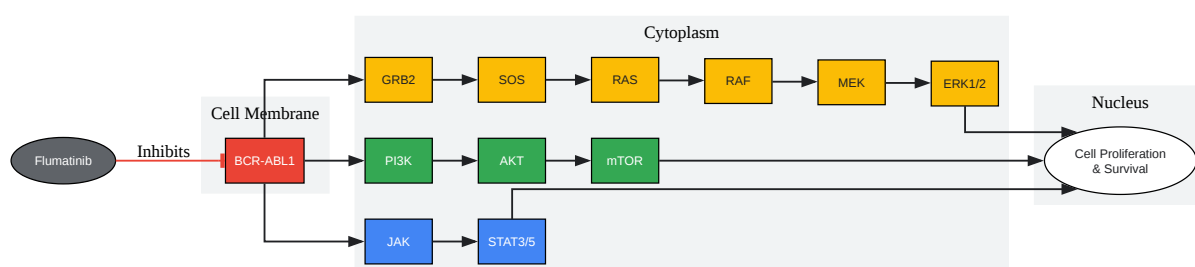 Cytoplasm
GRB2
SOS
RAS
RAF
MEK
ERK1/2
Cell Membrane
Nucleus
Flumatinib
Inhibits
BCR-ABL1
PI3K
AKT
mTOR
Cell Proliferation
& Survival
JAK
STAT3/5